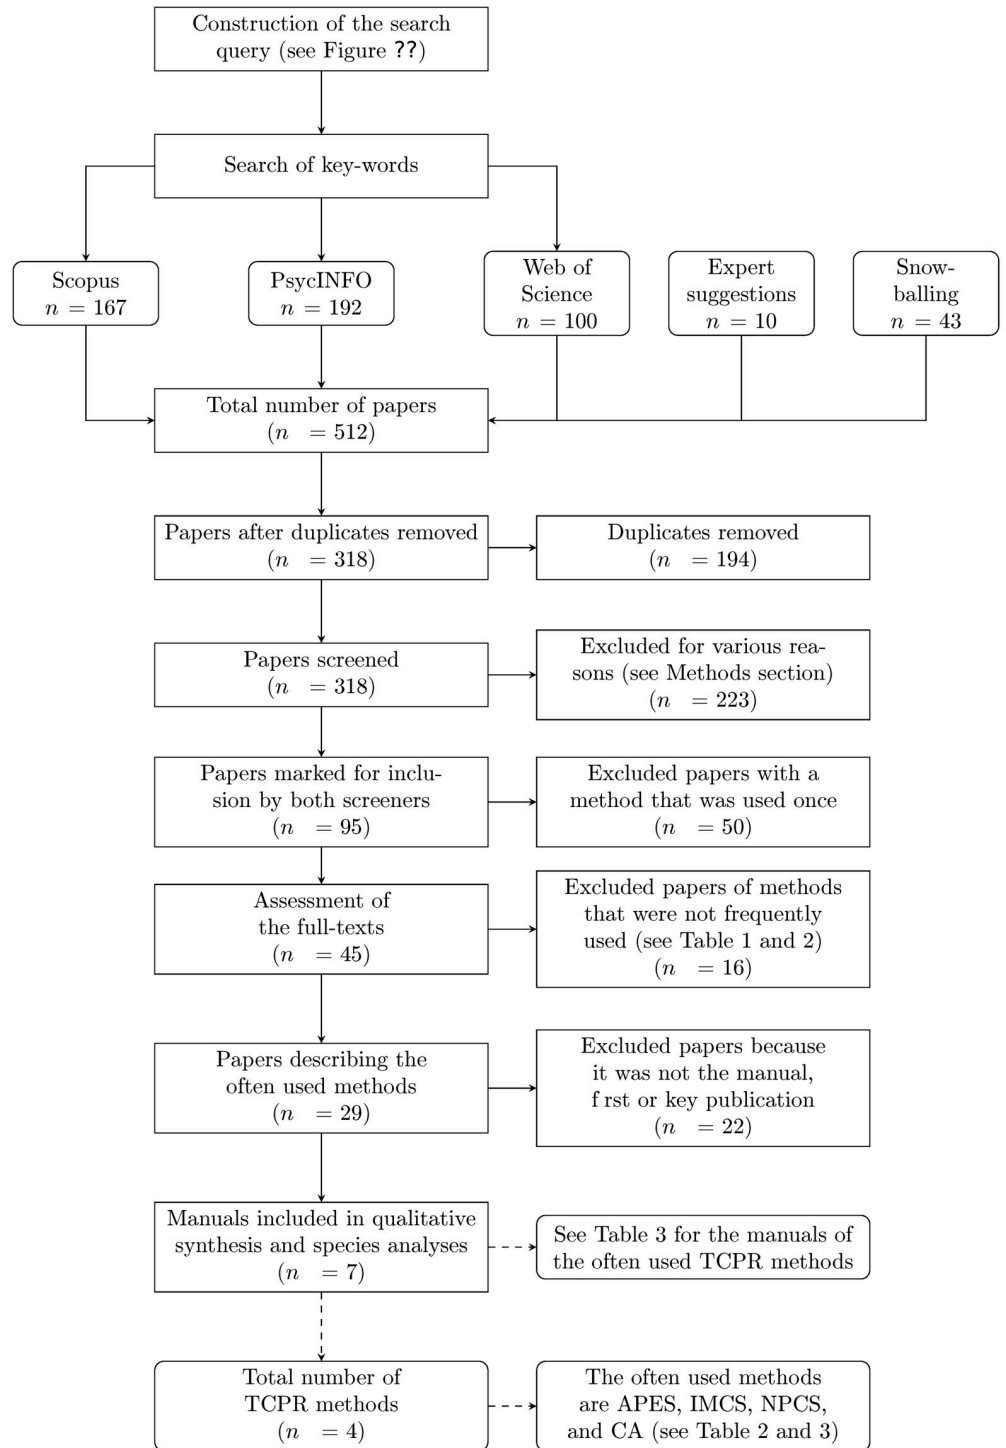 Construction of the search
query (see Figure ??)
Search of key-words
Scopus
n = 167
PsycINFO
n = 192
Web of
Science
n = 100
Expert
suggestions
n = 10
Snow-
balling
n = 43
Total number of papers
(n = 512)
Papers after duplicates removed
(n = 318)
Duplicates removed
(n = 194)
Papers screened
(n = 318)
Excluded for various rea-
sons (see Methods section)
(n = 223)
Papers marked for inclu-
sion by both screeners
(n = 95)
Excluded papers with a
method that was used once
(n = 50)
Assessment of
the full-texts
(n = 45)
Excluded papers of methods
that were not frequently
used (see Table 1 and 2)
(n = 16)
Papers describing the
often used methods
(n = 29)
Excluded papers because
it was not the manual,
f rst or key publication
(n = 22)
Manuals included in qualitative
synthesis and species analyses
(n = 7)
See Table 3 for the manuals of
the often used TCPR methods
Total number of
TCPR methods
(n = 4)
The often used methods
are APES, IMCS, NPCS,
and CA (see Table 2 and 3)